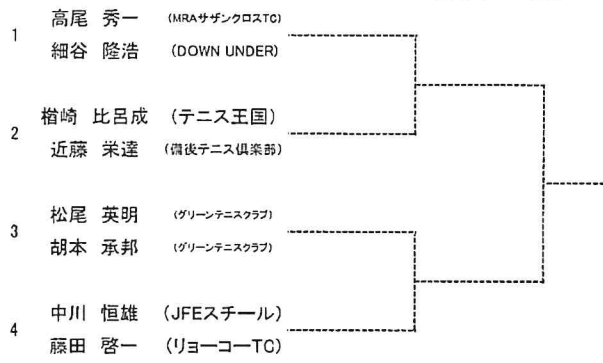 1
高尾 秀一 (MRAサザンクロスTC)
細谷 隆浩 (DOWN UNDER)
2
楢崎 比呂成 (テニス王国)
近藤 栄達 (備後テニス倶楽部)
3
松尾 英明 (グリーンテニスクラブ)
胡本 承邦 (グリーンテニスクラブ)
4
中川 恒雄 (JFEスチール)
藤田 啓一 (リョーコーTC)